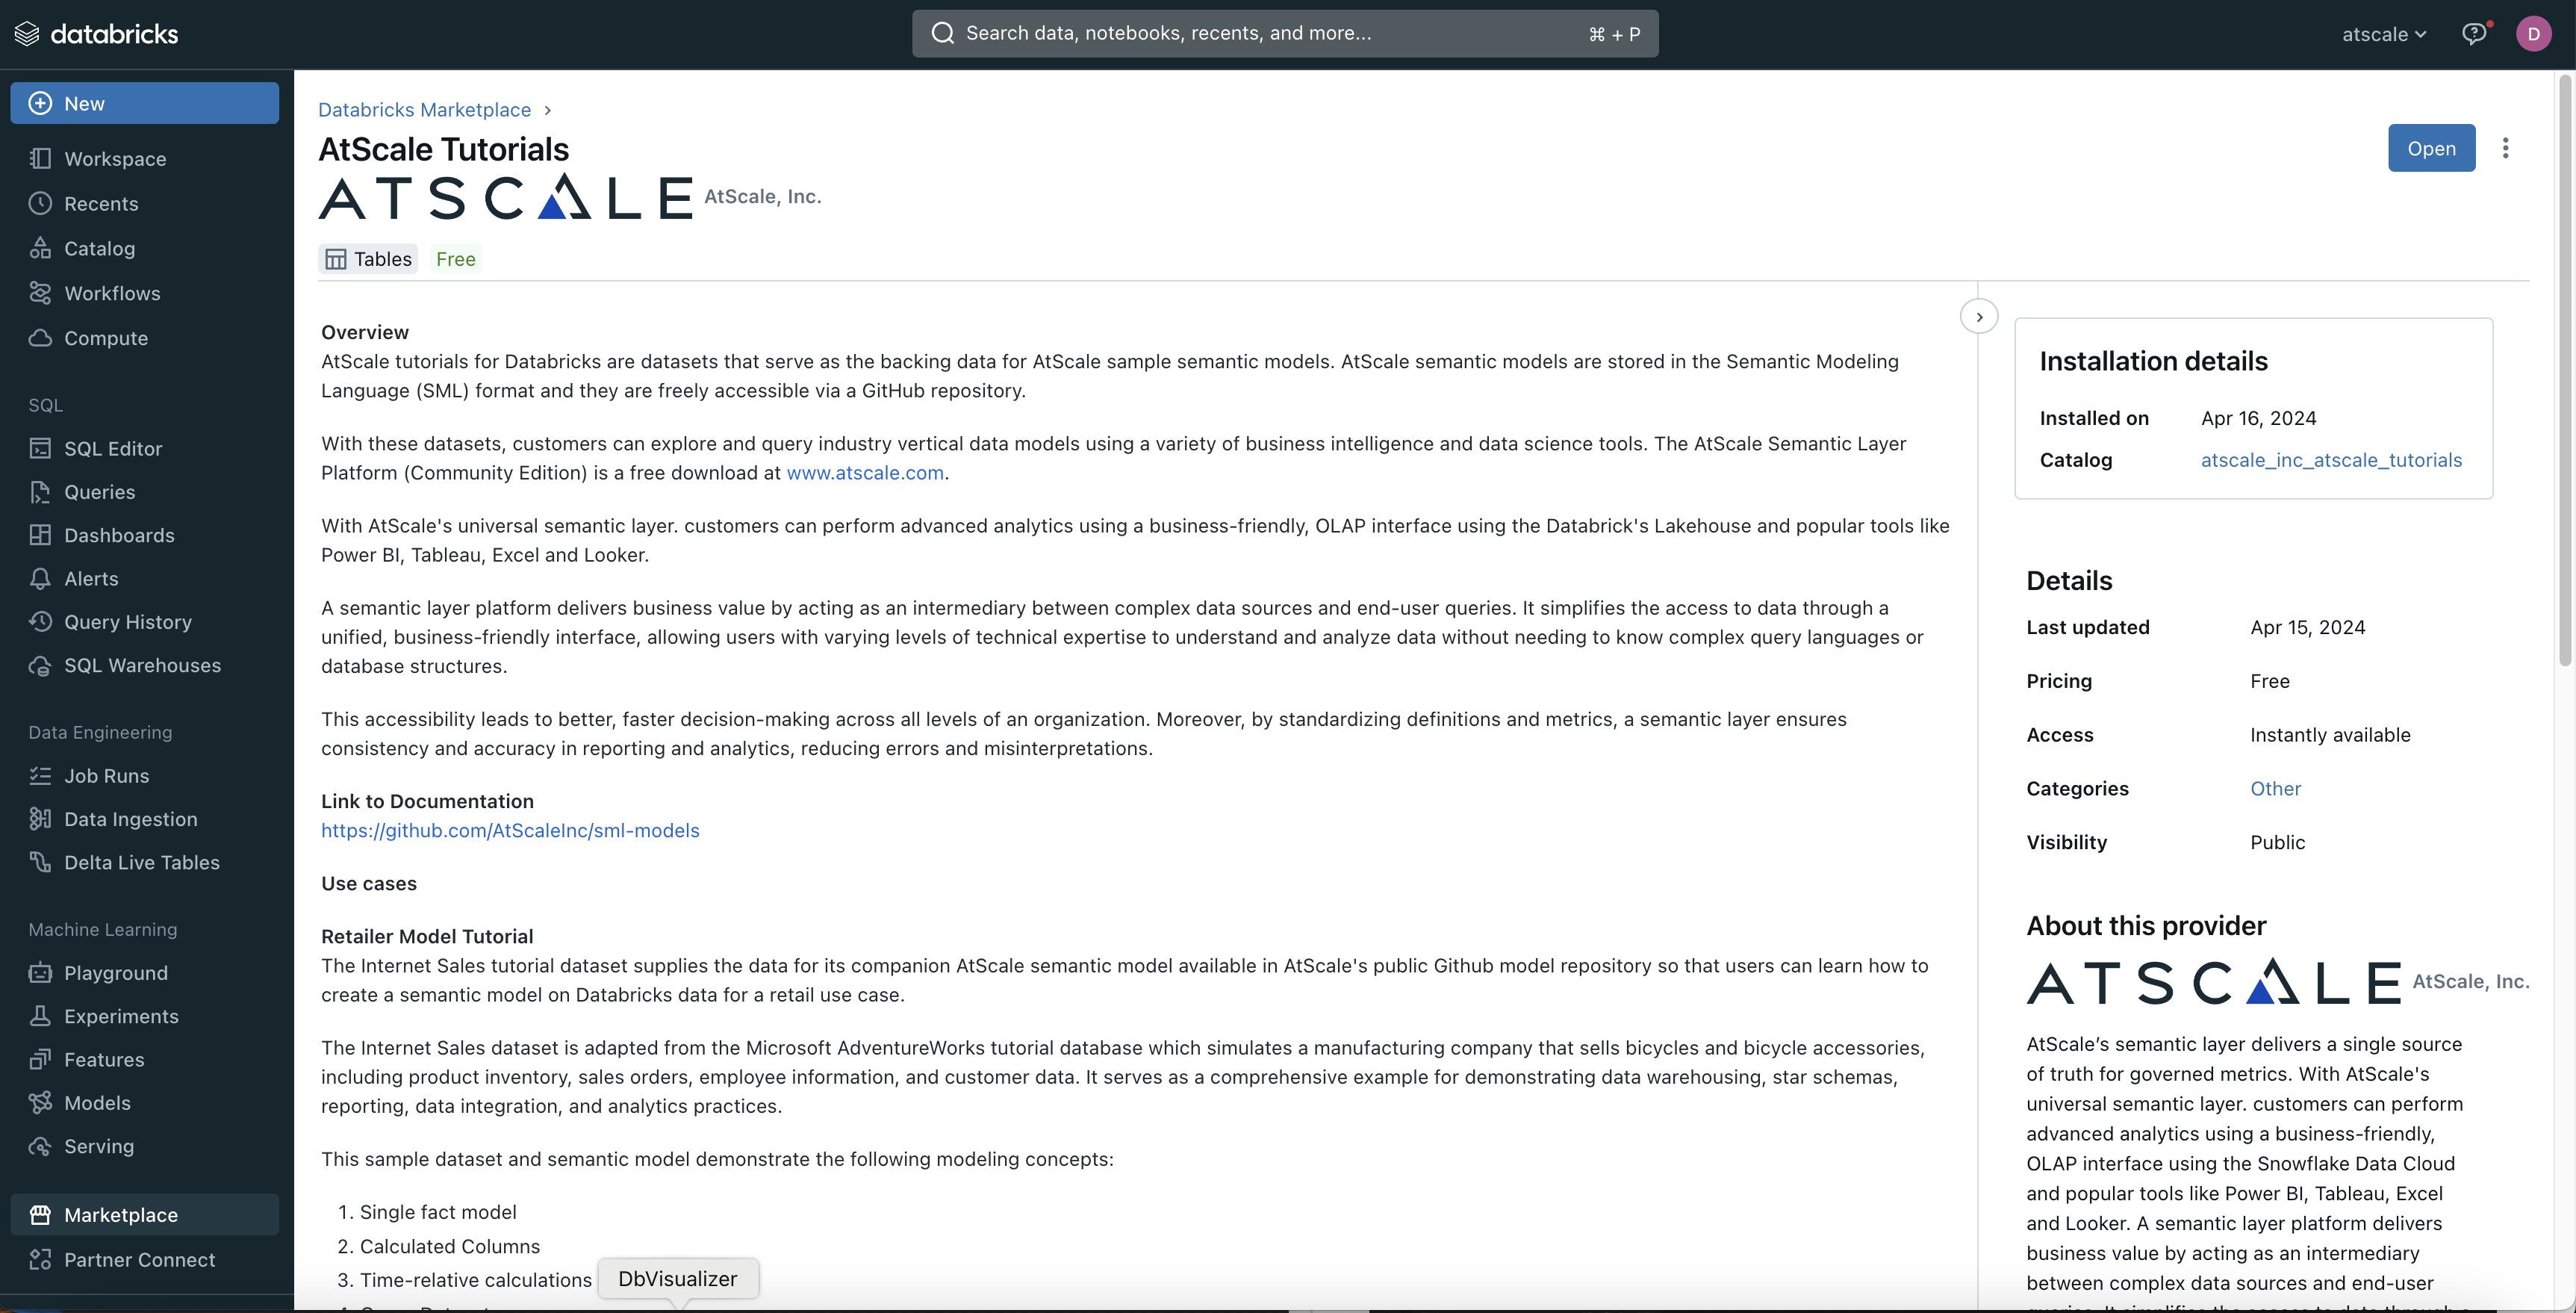 databricks
Search data, notebooks, recents, and more...
⌘ + P
atscale
D
New
Workspace
Recents
Catalog
Workflows
Compute
SQL
SQL Editor
Queries
Dashboards
Alerts
Query History
SQL Warehouses
Data Engineering
Job Runs
Data Ingestion
Delta Live Tables
Machine Learning
Playground
Experiments
Features
Models
Serving
Marketplace
Partner Connect
Databricks Marketplace ›
AtScale Tutorials
ATSCALE AtScale, Inc.
Open
Tables Free
Overview
AtScale tutorials for Databricks are datasets that serve as the backing data for AtScale sample semantic models. AtScale semantic models are stored in the Semantic Modeling
Language (SML) format and they are freely accessible via a GitHub repository.
With these datasets, customers can explore and query industry vertical data models using a variety of business intelligence and data science tools. The AtScale Semantic Layer
Platform (Community Edition) is a free download at www.atscale.com.
With AtScale's universal semantic layer. customers can perform advanced analytics using a business-friendly, OLAP interface using the Databrick's Lakehouse and popular tools like
Power BI, Tableau, Excel and Looker.
A semantic layer platform delivers business value by acting as an intermediary between complex data sources and end-user queries. It simplifies the access to data through a
unified, business-friendly interface, allowing users with varying levels of technical expertise to understand and analyze data without needing to know complex query languages or
database structures.
This accessibility leads to better, faster decision-making across all levels of an organization. Moreover, by standardizing definitions and metrics, a semantic layer ensures
consistency and accuracy in reporting and analytics, reducing errors and misinterpretations.
Link to Documentation
https://github.com/AtScaleInc/sml-models
Use cases
Retailer Model Tutorial
The Internet Sales tutorial dataset supplies the data for its companion AtScale semantic model available in AtScale's public Github model repository so that users can learn how to
create a semantic model on Databricks data for a retail use case.
The Internet Sales dataset is adapted from the Microsoft AdventureWorks tutorial database which simulates a manufacturing company that sells bicycles and bicycle accessories,
including product inventory, sales orders, employee information, and customer data. It serves as a comprehensive example for demonstrating data warehousing, star schemas,
reporting, data integration, and analytics practices.
This sample dataset and semantic model demonstrate the following modeling concepts:
1. Single fact model
2. Calculated Columns
3. Time-relative calculations
DbVisualizer
Installation details
Installed on Apr 16, 2024
Catalog atscale_inc_atscale_tutorials
Details
Last updated Apr 15, 2024
Pricing Free
Access Instantly available
Categories Other
Visibility Public
About this provider
ATSCALE AtScale, Inc.
AtScale’s semantic layer delivers a single source
of truth for governed metrics. With AtScale's
universal semantic layer. customers can perform
advanced analytics using a business-friendly,
OLAP interface using the Snowflake Data Cloud
and popular tools like Power BI, Tableau, Excel
and Looker. A semantic layer platform delivers
business value by acting as an intermediary
between complex data sources and end-user